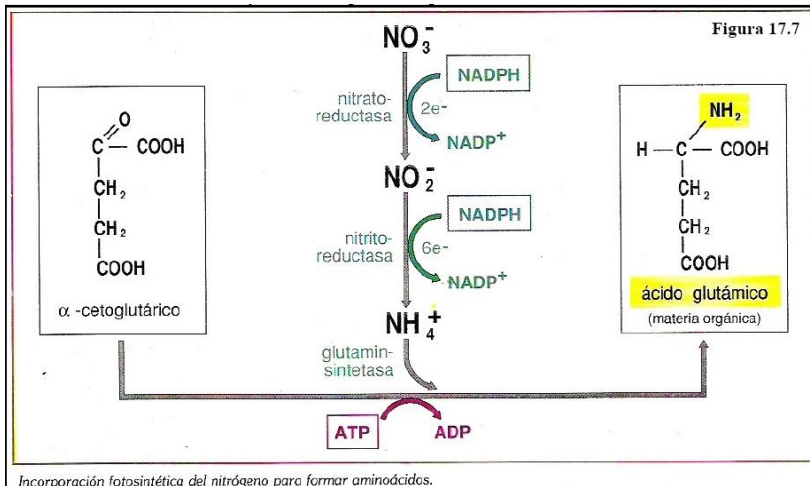 Figura 17.7
NO₃⁻
NADPH
nitrato-
reductasa
2e-
NADP⁺
O
C — COOH
CH₂
CH₂
COOH
α -cetoglutárico
NO₂⁻
NADPH
nitrito-
reductasa
6e-
NADP⁺
NH₄⁺
glutamin-
sintetasa
ATP
ADP
NH₂
H — C — COOH
CH₂
CH₂
COOH
ácido glutámico
(materia orgánica)
Incorporación fotosintética del nitrógeno para formar aminoácidos.